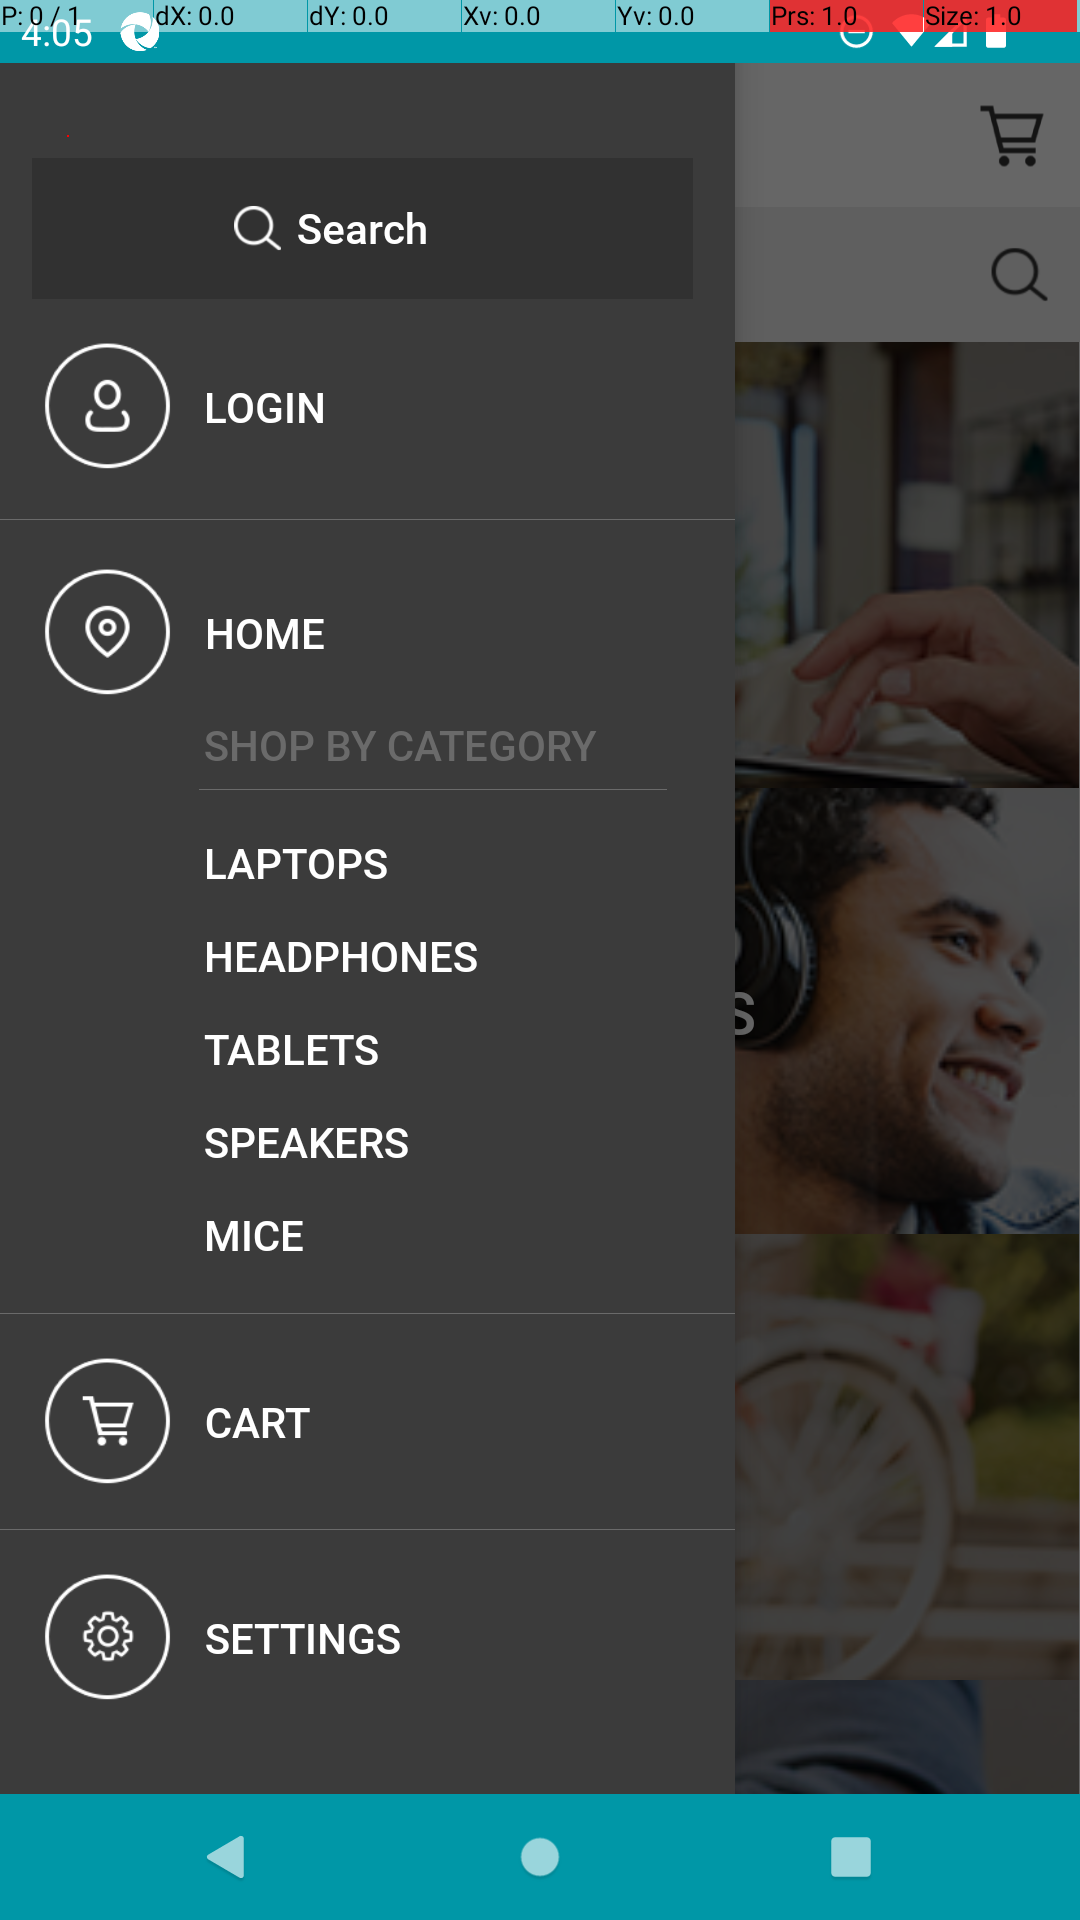 P: 0 / 1 dX: 0.0 dY: 0.0 Xv: 0.0 Yv: 0.0 Prs: 1.0 Size: 1.0
4:05
Search
LOGIN
HOME
SHOP BY CATEGORY
LAPTOPS
HEADPHONES
S
TABLETS
SPEAKERS
MICE
CART
SETTINGS